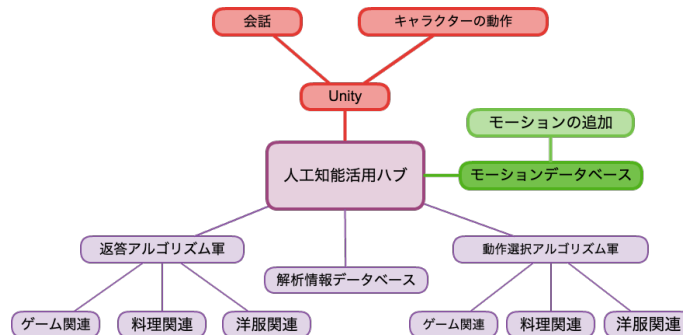 会話
キャラクターの動作
Unity
モーションの追加
人工知能活用ハブ
モーションデータベース
返答アルゴリズム軍
解析情報データベース
動作選択アルゴリズム軍
ゲーム関連
料理関連
洋服関連
ゲーム関連
料理関連
洋服関連